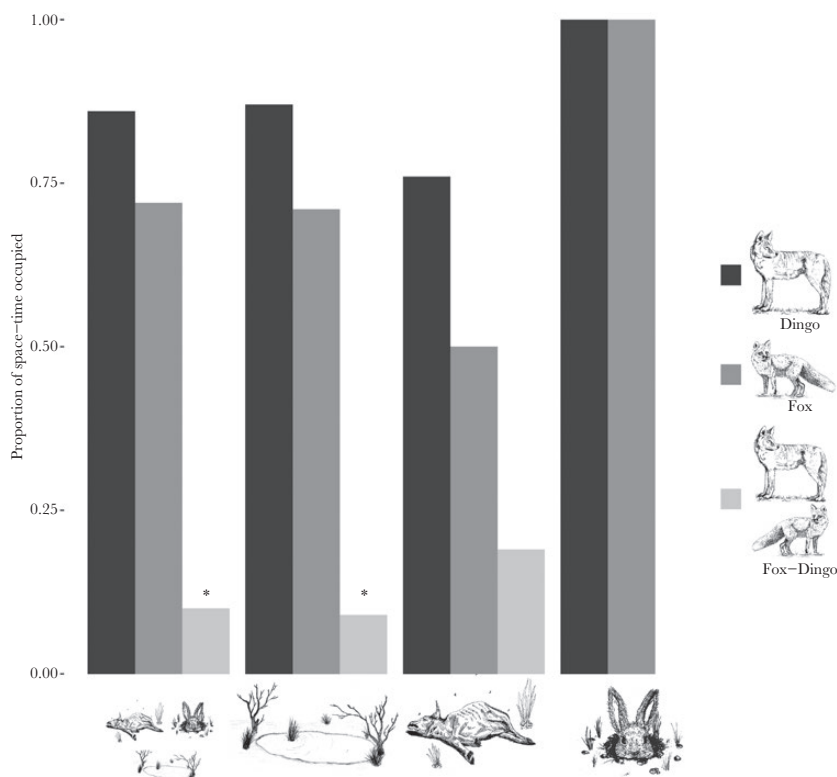 1.00-
0.75-
0.50-
0.25-
0.00-
Proportion of space−time occupied
*
*
Dingo
Fox
Fox−Dingo